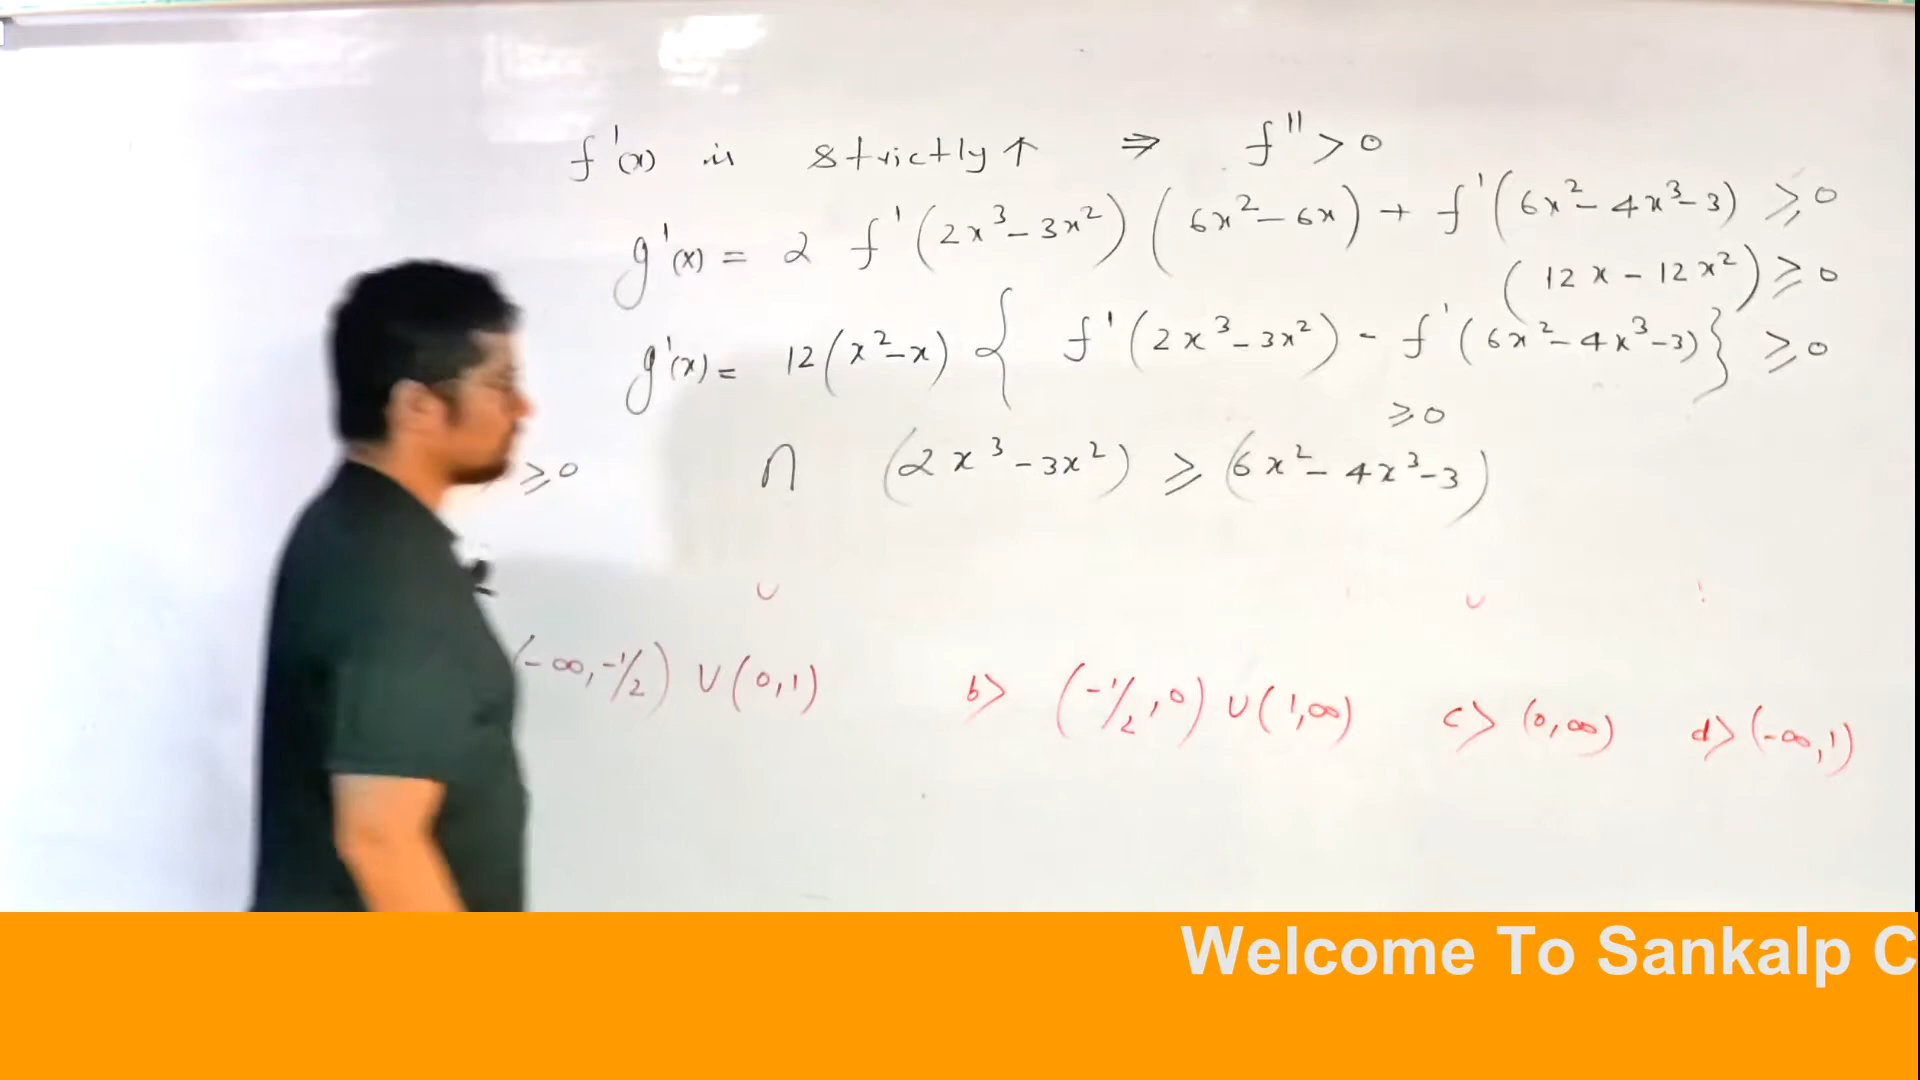 f'(x) is strictly ↑ ⇒ f'' > 0
g'(x) = 2 f'(2x³-3x²) (6x²-6x) + f'(6x²-4x³-3) ≥0
(12x-12x²) ≥ 0
g'(x) = 12(x²-x) { f'(2x³-3x²) - f'(6x²-4x³-3)} ≥0
≥0
≥0 ∩ (2x³-3x²) ≥ (6x²-4x³-3)
(-∞,-1/2) ∪ (0,1) b> (-1/2,0) ∪ (1,∞) c> (0,∞) d> (-∞,1)
Welcome To Sankalp C